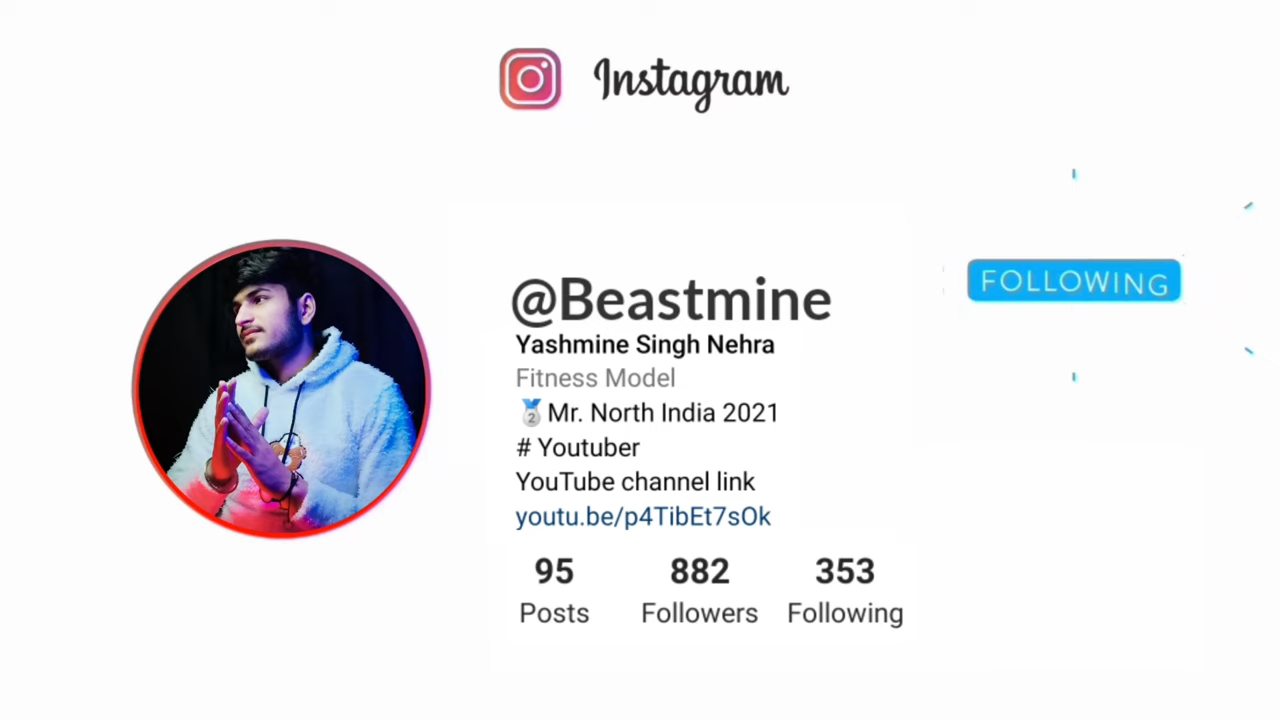 Instagram
FOLLOWING
@Beastmine
Yashmine Singh Nehra
Fitness Model
🥈Mr. North India 2021
# Youtuber
YouTube channel link
youtu.be/p4TibEt7sOk
95 882 353
Posts Followers Following